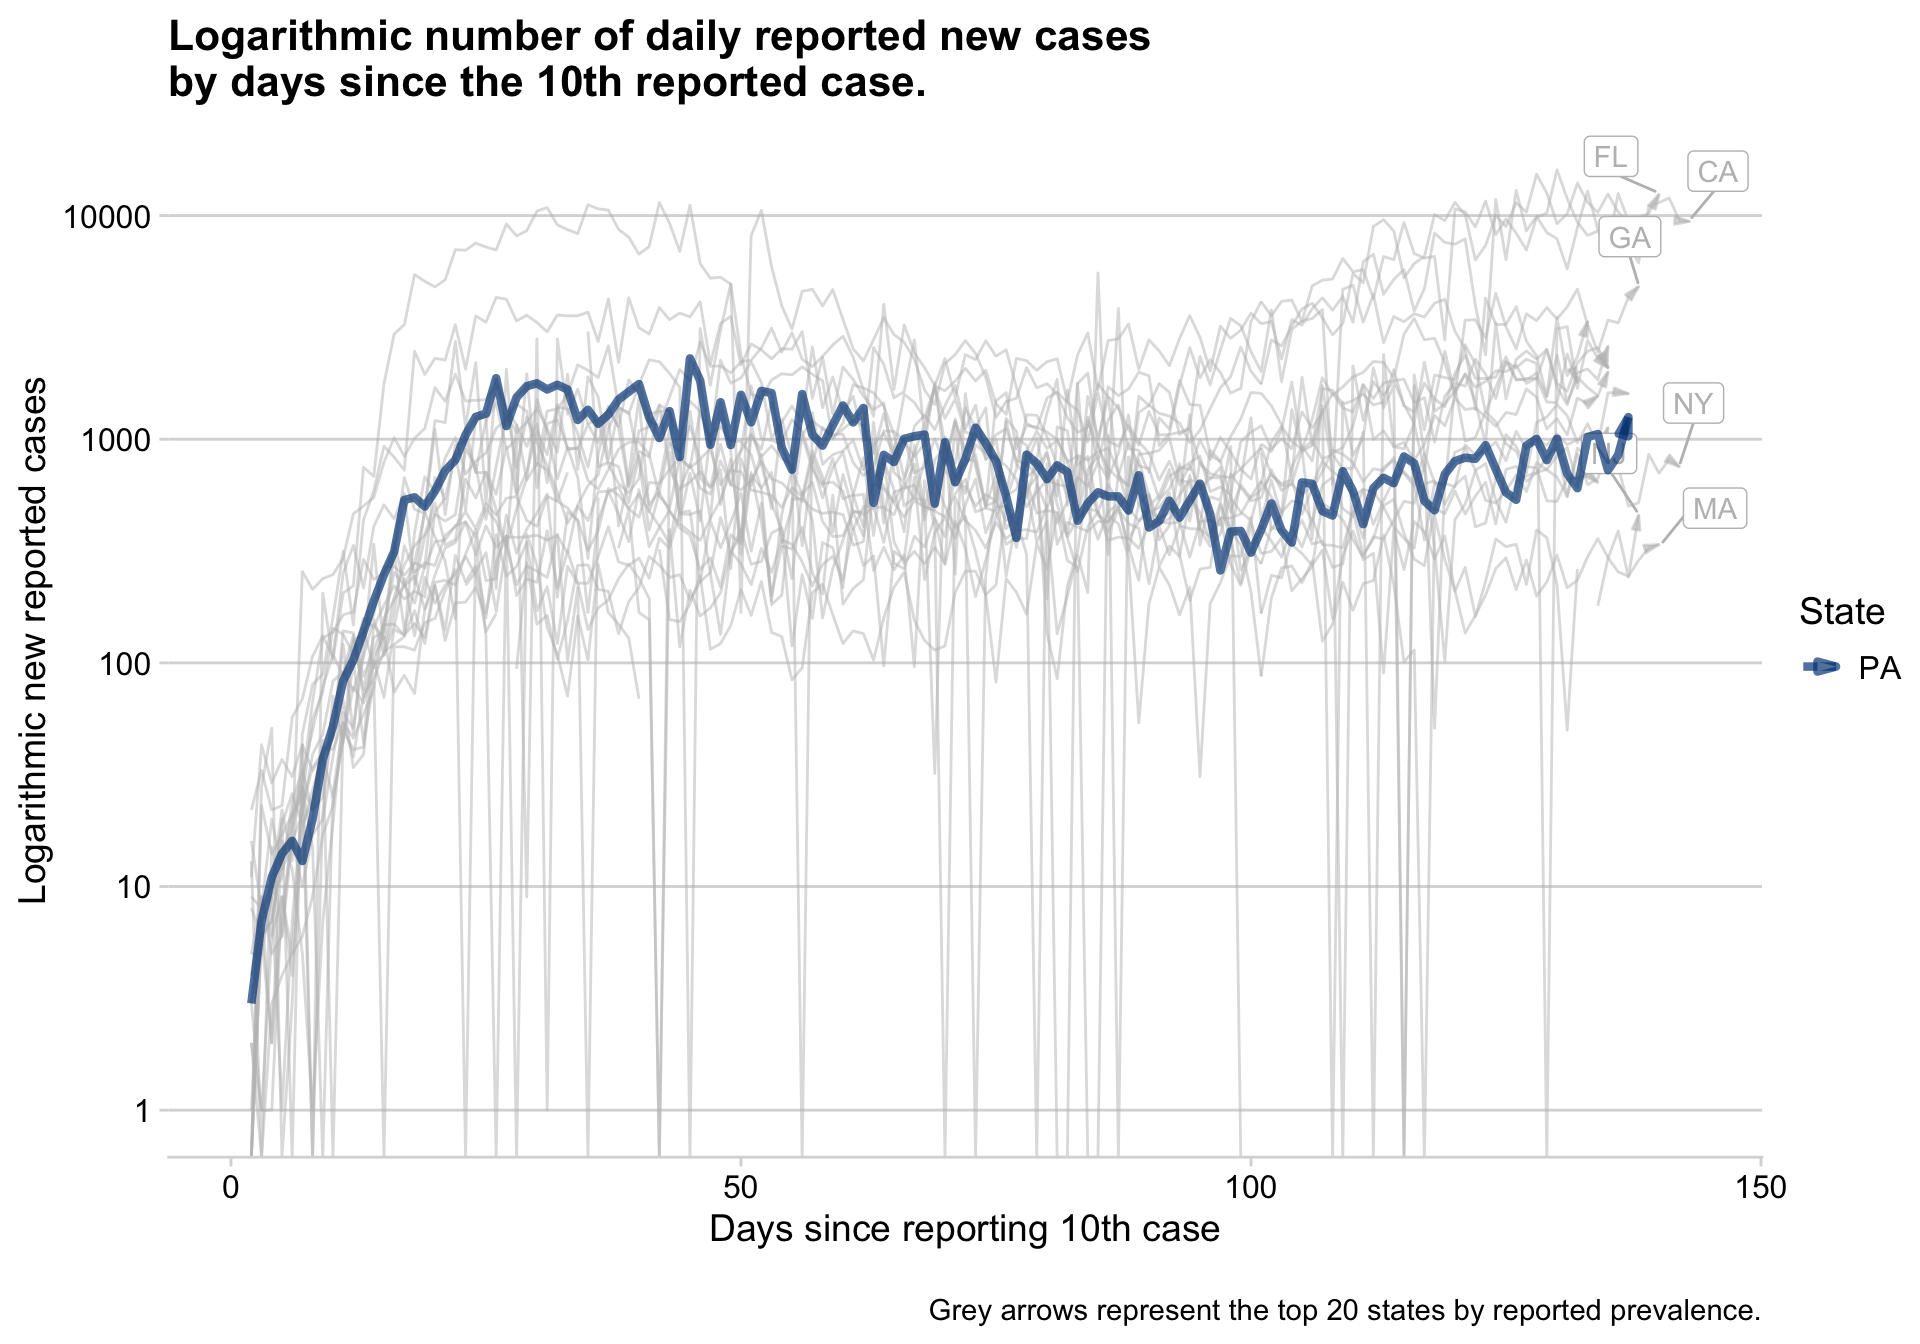 Logarithmic number of daily reported new cases
by days since the 10th reported case.
FL
CA
10000
GA
NY
1000
MA
Logarithmic new reported cases
State
100
PA
10
1
0
50
100
150
Days since reporting 10th case
Grey arrows represent the top 20 states by reported prevalence.